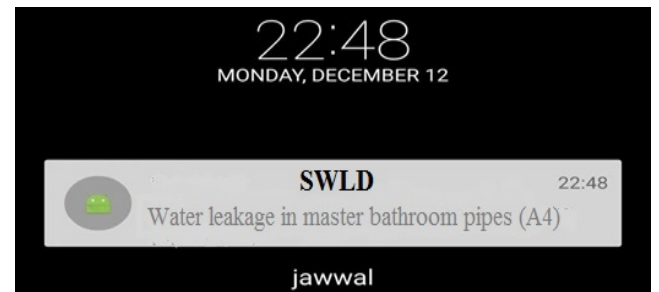 22:48
MONDAY, DECEMBER 12
SWLD
22:48
Water leakage in master bathroom pipes (A4)
jawwal